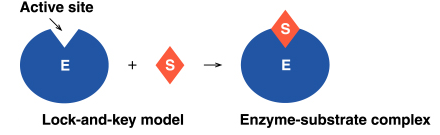 Active site
E + S → S
E
Lock-and-key model Enzyme-substrate complex